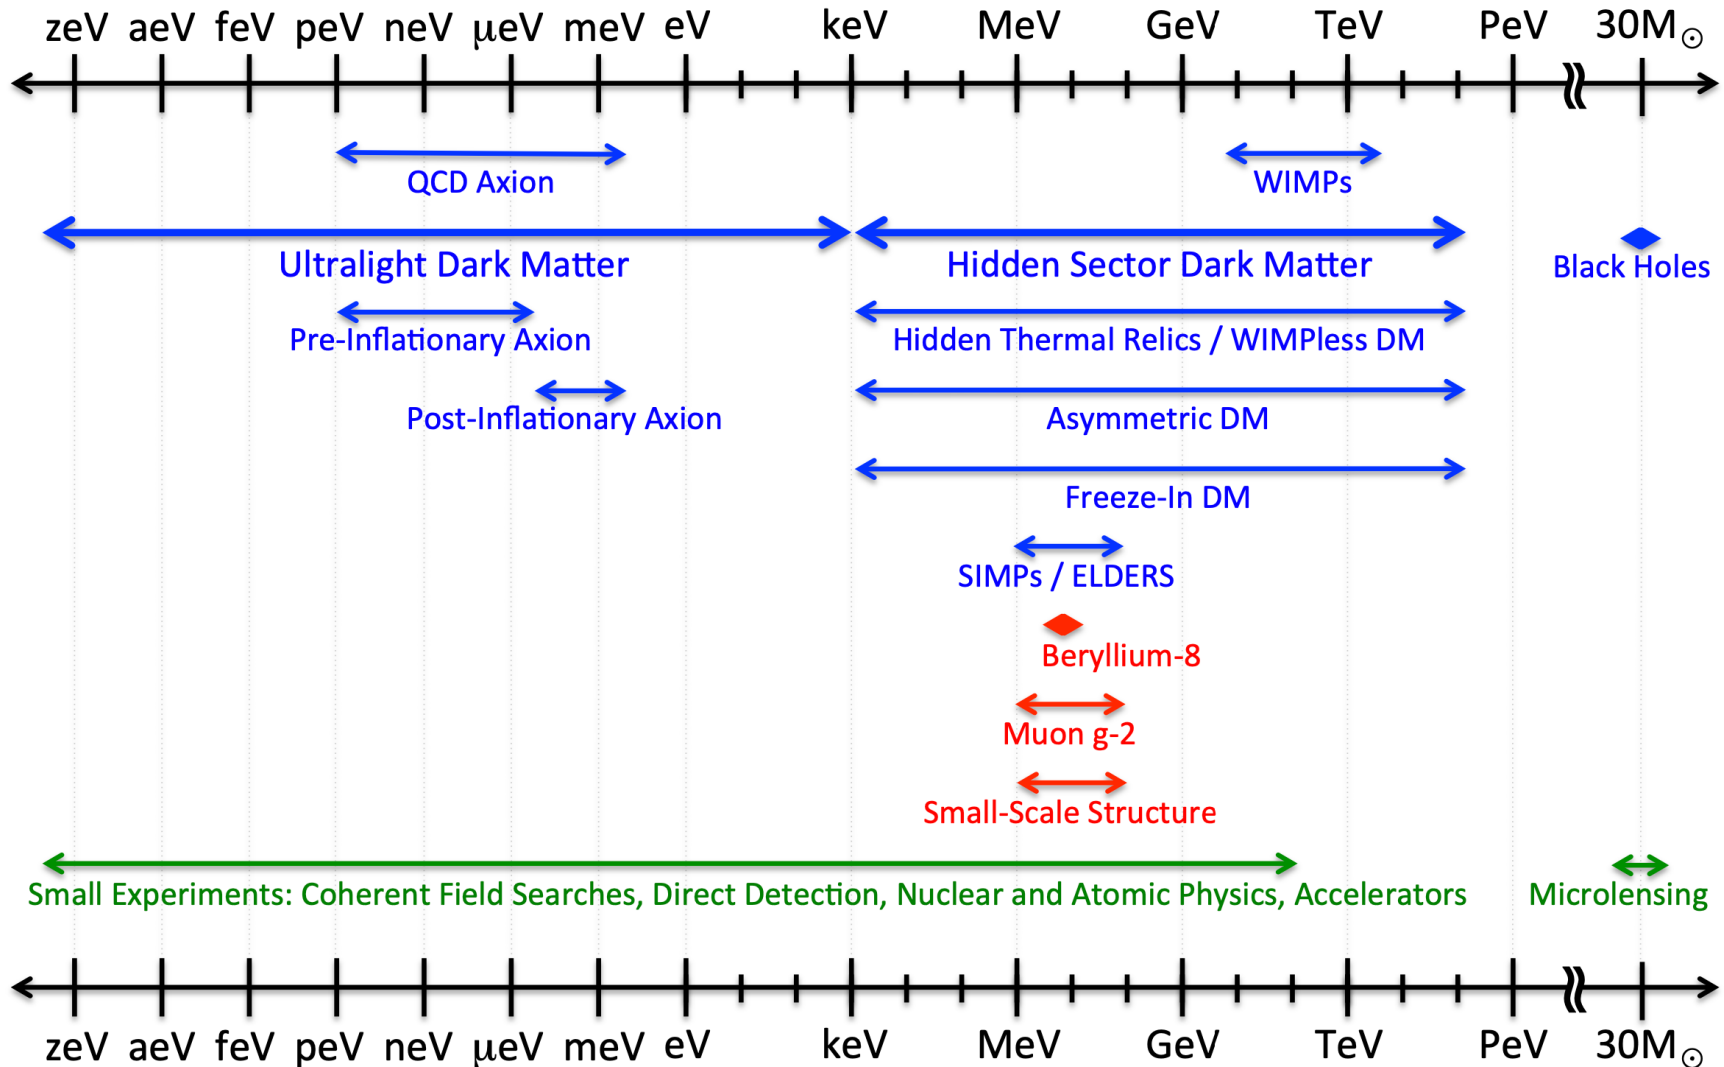 zeV aeV feV peV neV μeV meV eV keV MeV GeV TeV PeV 30M☉
QCD Axion WIMPs
Ultralight Dark Matter Hidden Sector Dark Matter Black Holes
Pre-Inflationary Axion Hidden Thermal Relics / WIMPless DM
Post-Inflationary Axion Asymmetric DM
Freeze-In DM
SIMPs / ELDERS
Beryllium-8
Muon g-2
Small-Scale Structure
Small Experiments: Coherent Field Searches, Direct Detection, Nuclear and Atomic Physics, Accelerators Microlensing
zeV aeV feV peV neV μeV meV eV keV MeV GeV TeV PeV 30M☉